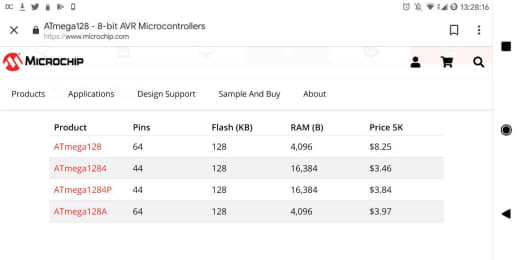 DC 13:28:16
ATmega128 - 8-bit AVR Microcontrollers
https://www.microchip.com
MICROCHIP
Products Applications Design Support Sample And Buy About
Product Pins Flash (KB) RAM (B) Price 5K
ATmega128 64 128 4,096 $8.25
ATmega1284 44 128 16,384 $3.46
ATmega1284P 44 128 16,384 $3.84
ATmega128A 64 128 4,096 $3.97